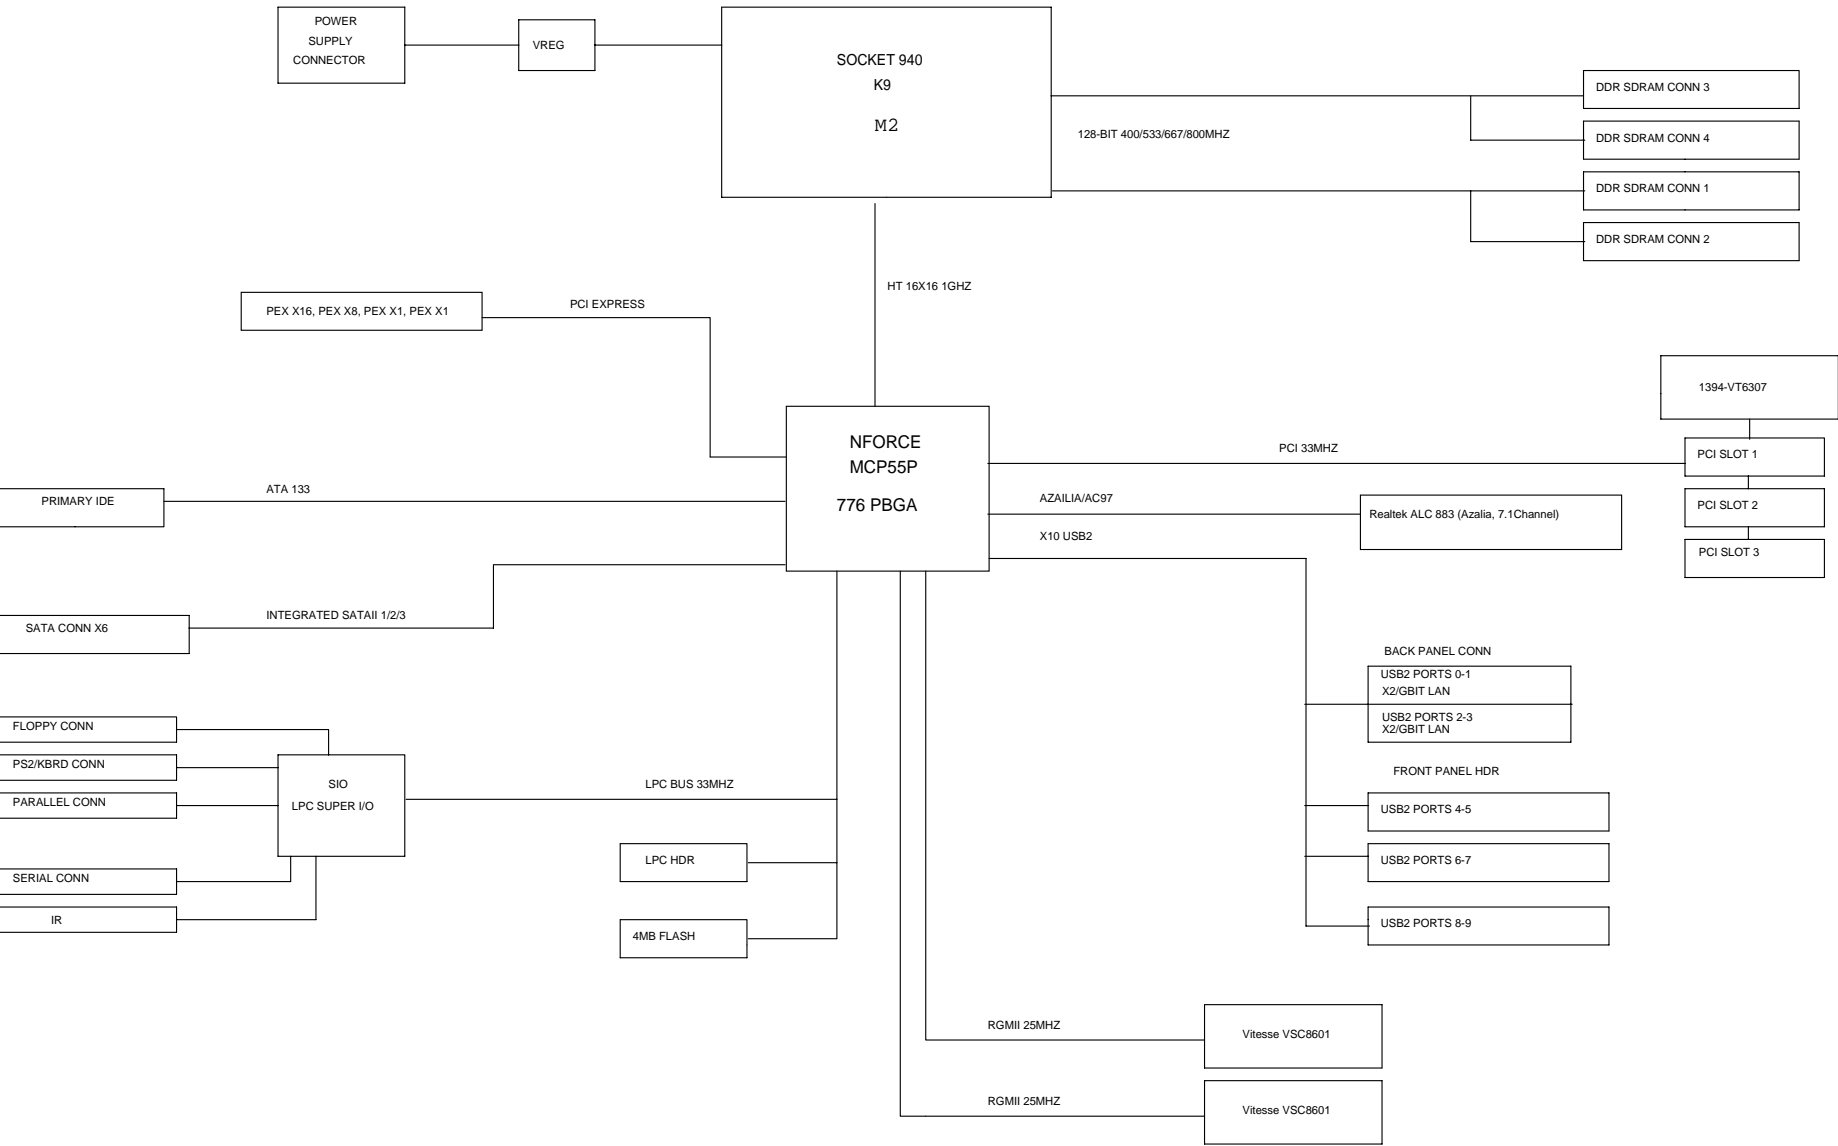 POWER
SUPPLY
CONNECTOR
VREG
SOCKET 940
K9
M2
DDR SDRAM CONN 3
128-BIT 400/533/667/800MHZ
DDR SDRAM CONN 4
DDR SDRAM CONN 1
DDR SDRAM CONN 2
HT 16X16 1GHZ
PEX X16, PEX X8, PEX X1, PEX X1
PCI EXPRESS
1394-VT6307
NFORCE
MCP55P
776 PBGA
PCI 33MHZ
PCI SLOT 1
PCI SLOT 2
PCI SLOT 3
PRIMARY IDE
ATA 133
AZAILIA/AC97
Realtek ALC 883 (Azalia, 7.1Channel)
X10 USB2
SATA CONN X6
INTEGRATED SATAII 1/2/3
BACK PANEL CONN
USB2 PORTS 0-1
X2/GBIT LAN
USB2 PORTS 2-3
X2/GBIT LAN
FLOPPY CONN
PS2/KBRD CONN
PARALLEL CONN
SERIAL CONN
IR
SIO
LPC SUPER I/O
LPC BUS 33MHZ
LPC HDR
4MB FLASH
FRONT PANEL HDR
USB2 PORTS 4-5
USB2 PORTS 6-7
USB2 PORTS 8-9
RGMII 25MHZ
Vitesse VSC8601
RGMII 25MHZ
Vitesse VSC8601